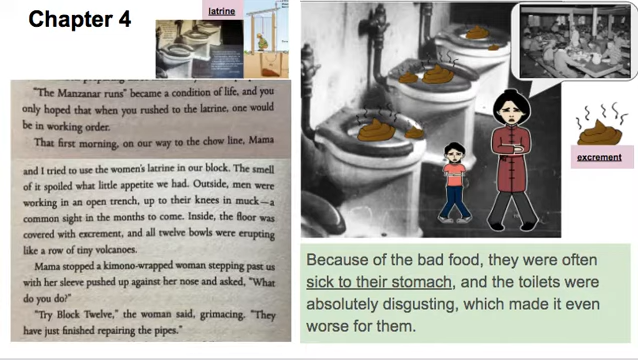 Chapter 4
latrine
"The Manzanar runs" became a condition of life, and you
only hoped that when you rushed to the latrine, one would
be in working order.
That first morning, on our way to the chow line, Mama
and I tried to use the women's latrine in our block. The smell
of it spoiled what little appetite we had. Outside, men were
working in an open trench, up to their knees in muck—a
common sight in the months to come. Inside, the floor was
covered with excrement, and all twelve bowls were erupting
like a row of tiny volcanoes.
Mama stopped a kimono-wrapped woman stepping past us
with her sleeve pushed up against her nose and asked, "What
do you do?"
"Try Block Twelve," the woman said, grimacing. "They
have just finished repairing the pipes."
excrement
Because of the bad food, they were often
sick to their stomach, and the toilets were
absolutely disgusting, which made it even
worse for them.